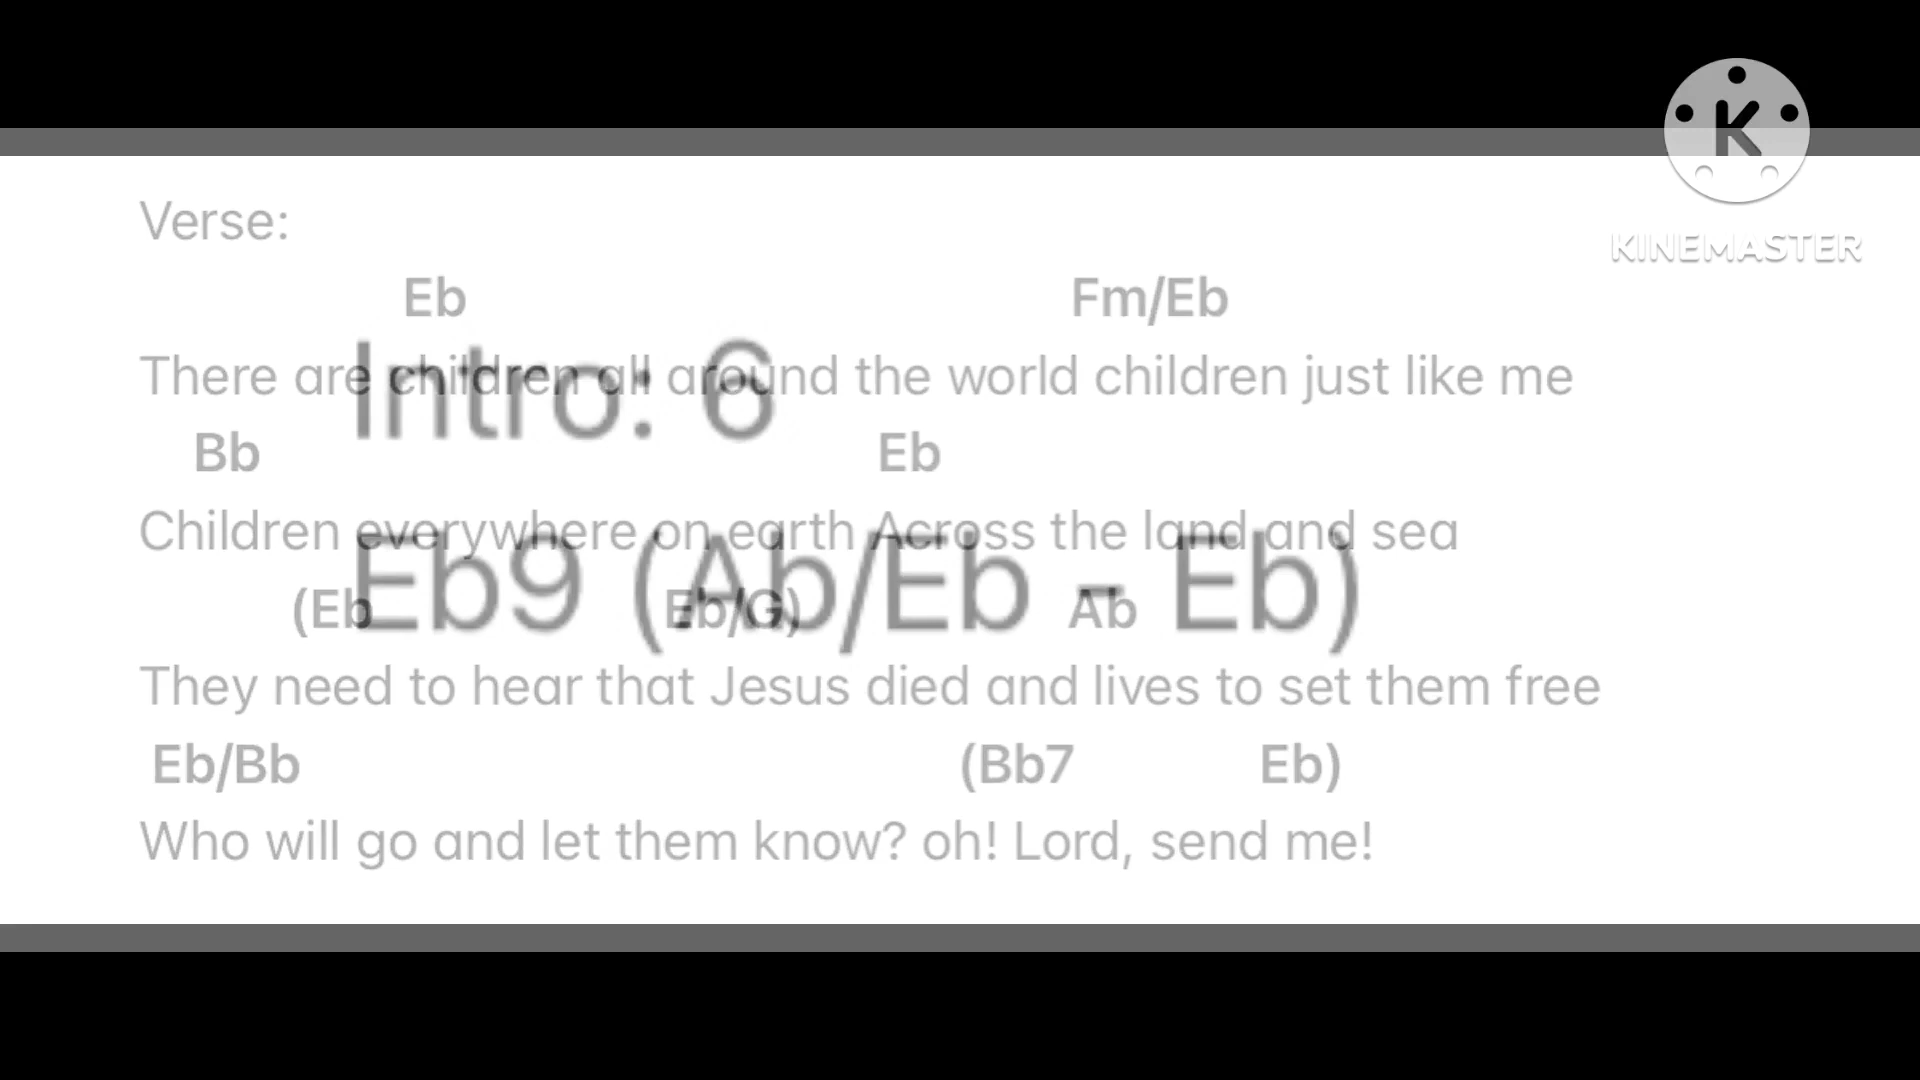 K
KINEMASTER
Verse:
Eb Fm/Eb
There are children all around the world children just like me
Intro: 6
Bb Eb
Children everywhere on earth Across the land and sea
Eb9 (Ab/Eb - Eb)
(Eb Eb/G) Ab
They need to hear that Jesus died and lives to set them free
Eb/Bb (Bb7 Eb)
Who will go and let them know? oh! Lord, send me!